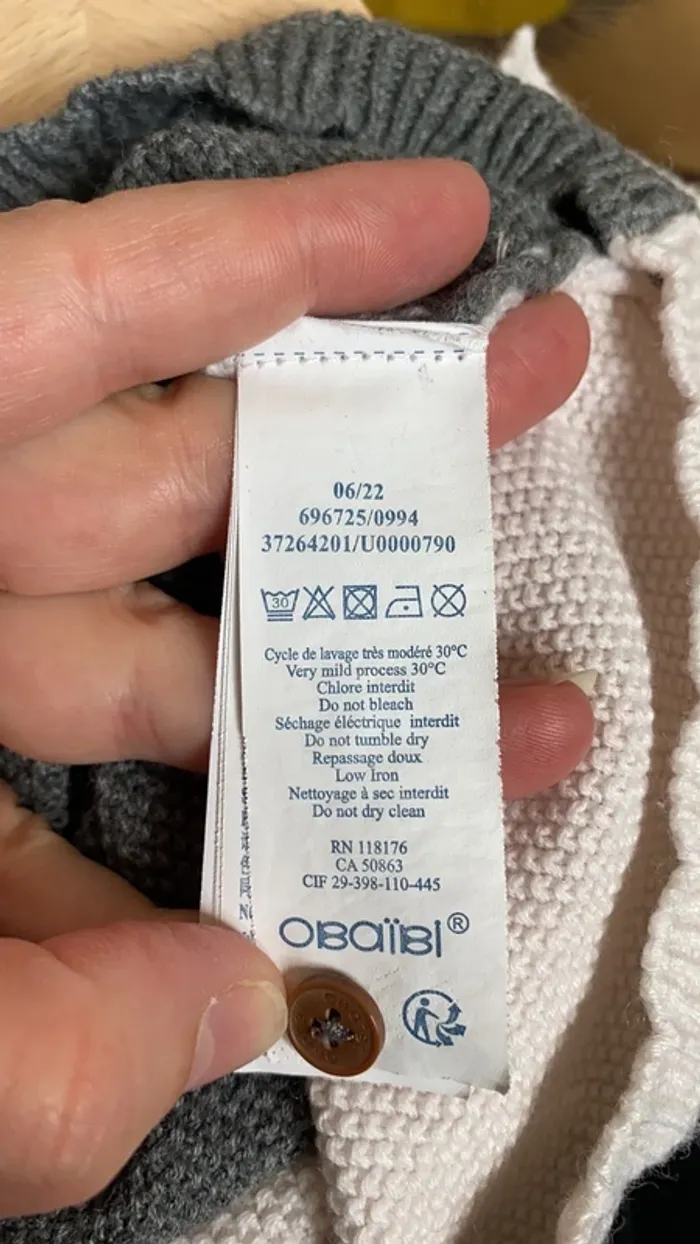 06/22
696725/0994
37264201/U0000790
30
Cycle de lavage très modéré 30°C
Very mild process 30°C
Chlore interdit
Do not bleach
Séchage éléctrique interdit
Do not tumble dry
Repassage doux
Low Iron
Nettoyage à sec interdit
Do not dry clean
RN 118176
CA 50863
CIF 29-398-110-445
OBAÏBI®